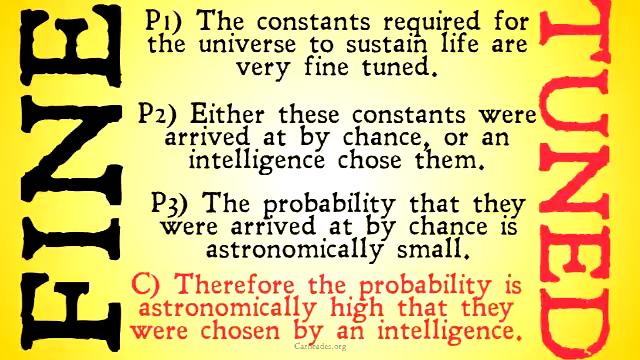 FINE
P1) The constants required for
the universe to sustain life are
very fine tuned.
P2) Either these constants were
arrived at by chance, or an
intelligence chose them.
P3) The probability that they
were arrived at by chance is
astronomically small.
C) Therefore the probability is
astronomically high that they
were chosen by an intelligence.
Carneades.org
TUNED